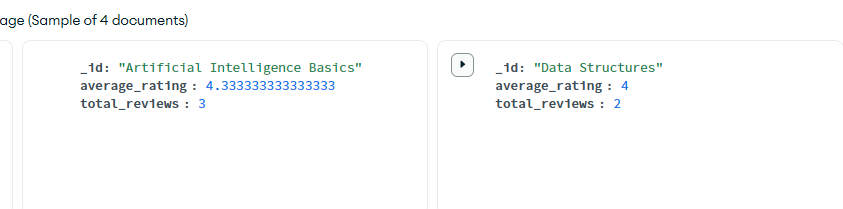 age (Sample of 4 documents)
_id: "Artificial Intelligence Basics"
average_rating : 4.333333333333333
total_reviews : 3
_id: "Data Structures"
average_rating : 4
total_reviews : 2